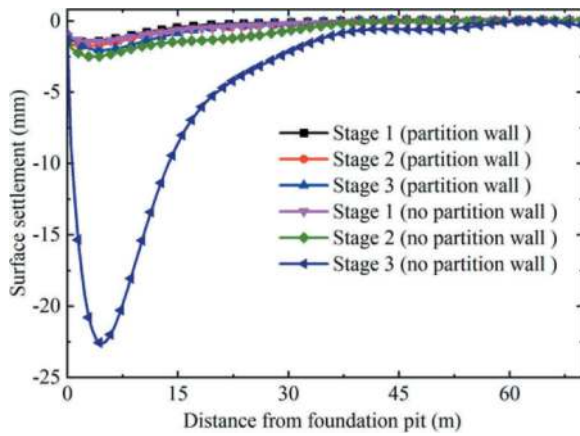 0
-5
-10
-15
-20
-25
Surface settlement (mm)
Stage 1 (partition wall )
Stage 2 (partition wall )
Stage 3 (partition wall )
Stage 1 (no partition wall )
Stage 2 (no partition wall )
Stage 3 (no partition wall )
0 15 30 45 60
Distance from foundation pit (m)